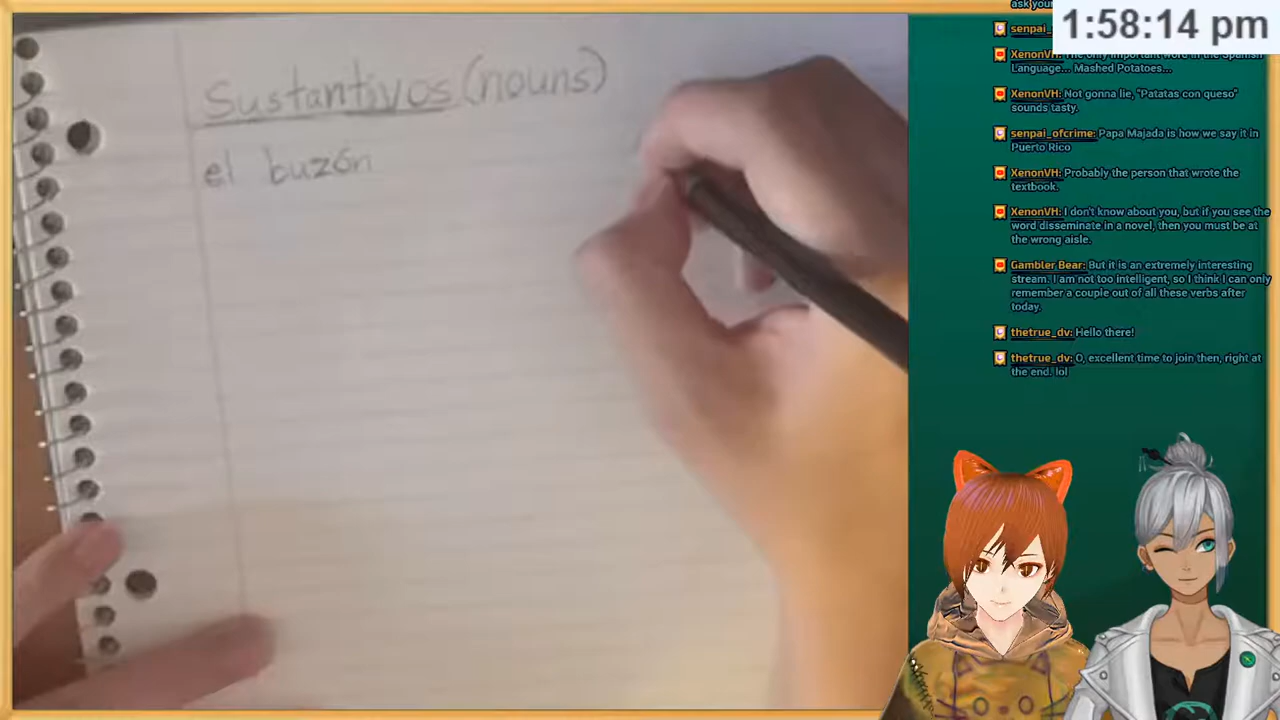 Sustantivos (nouns)
el buzón
1:58:14 pm
ask
senpai_
XenonVH: The only important word in the Spanish
Language... Mashed Potatoes...
XenonVH: Not gonna lie, "Patatas con queso"
sounds tasty.
senpai_ofcrime: Papa Majada is how we say it in
Puerto Rico
XenonVH: Probably the person that wrote the
textbook.
XenonVH: I don't know about you, but if you see the
word disseminate in a novel, then you must be at
the wrong aisle.
Gambler Bear: But it is an extremely interesting
stream. I am not too intelligent, so I think I can only
remember a couple out of all these verbs after
today.
thetrue_dv: Hello there!
thetrue_dv: O, excellent time to join then, right at
the end. lol